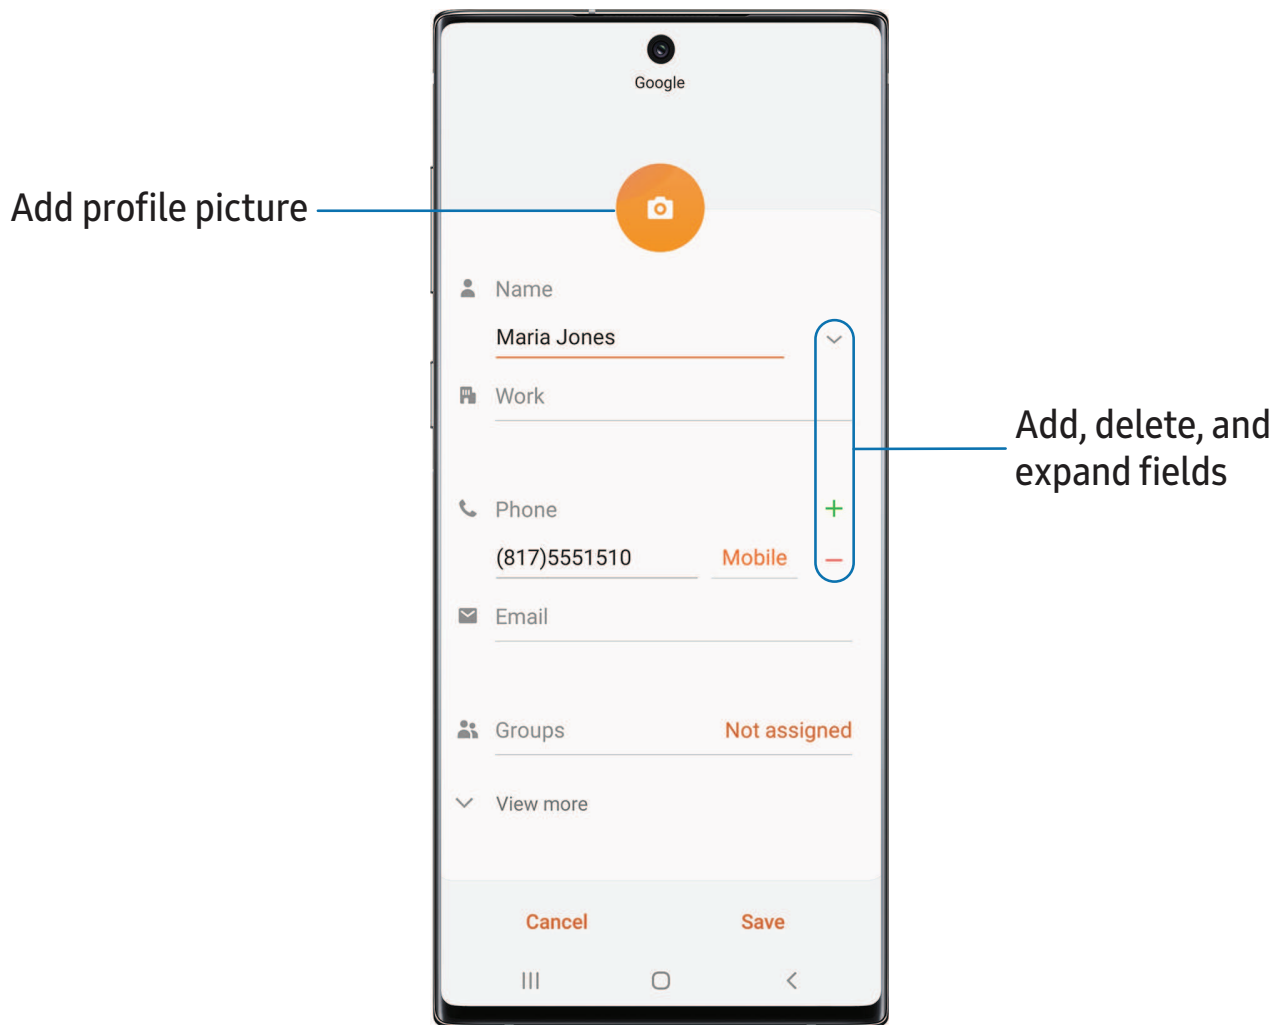 Google
Add profile picture
Name
Maria Jones
Work
Add, delete, and
expand fields
Phone
(817)5551510 Mobile
Email
Groups Not assigned
View more
Cancel Save